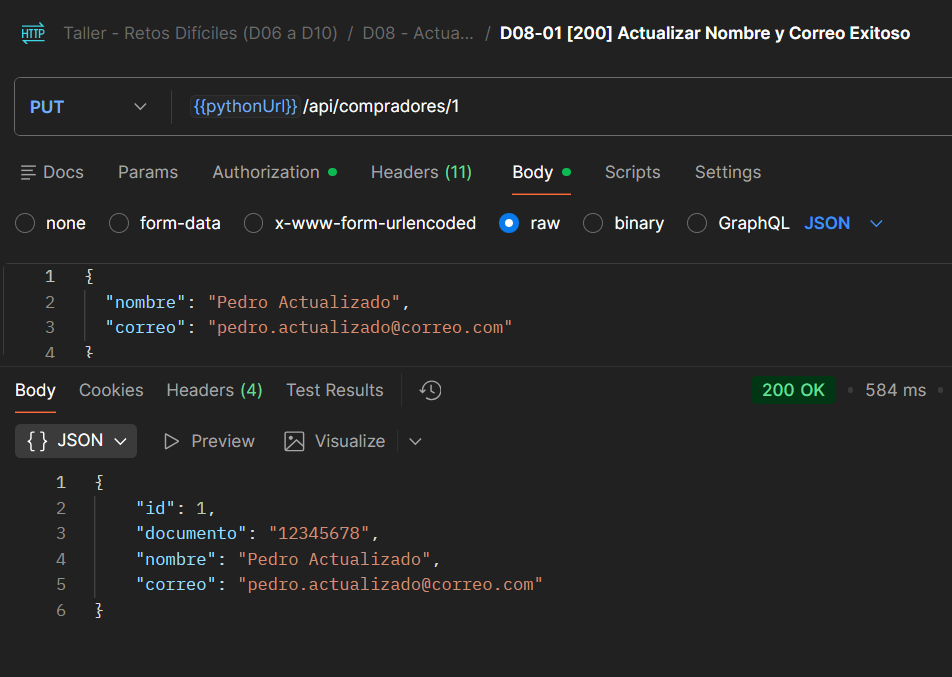 HTTP Taller - Retos Difíciles (D06 a D10) / D08 - Actua... / D08-01 [200] Actualizar Nombre y Correo Exitoso
PUT {{pythonUrl}} /api/compradores/1
Docs Params Authorization Headers (11) Body Scripts Settings
none form-data x-www-form-urlencoded raw binary GraphQL JSON
1 {
2 "nombre": "Pedro Actualizado",
3 "correo": "pedro.actualizado@correo.com"
4 }
Body Cookies Headers (4) Test Results 200 OK • 584 ms •
{} JSON Preview Visualize
1 {
2 "id": 1,
3 "documento": "12345678",
4 "nombre": "Pedro Actualizado",
5 "correo": "pedro.actualizado@correo.com"
6 }